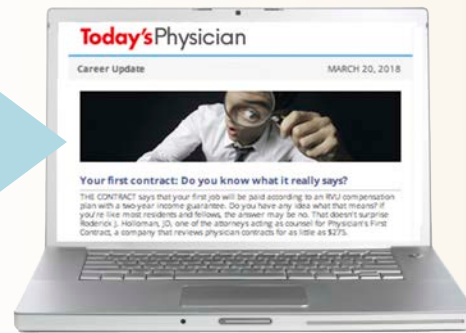 Today'sPhysician
Career Update MARCH 20, 2018
Your first contract: Do you know what it really says?
THE CONTRACT says that your first job will be paid according to an RVU compensation
plan with a two-year income guarantee. Do you have any idea what that means? If
you're like most residents and fellows, the answer may be no. That doesn't surprise
Roderick J. Holloman, JD, one of the attorneys acting as counsel for Physician's First
Contract, a company that reviews physician contracts for as little as $275.